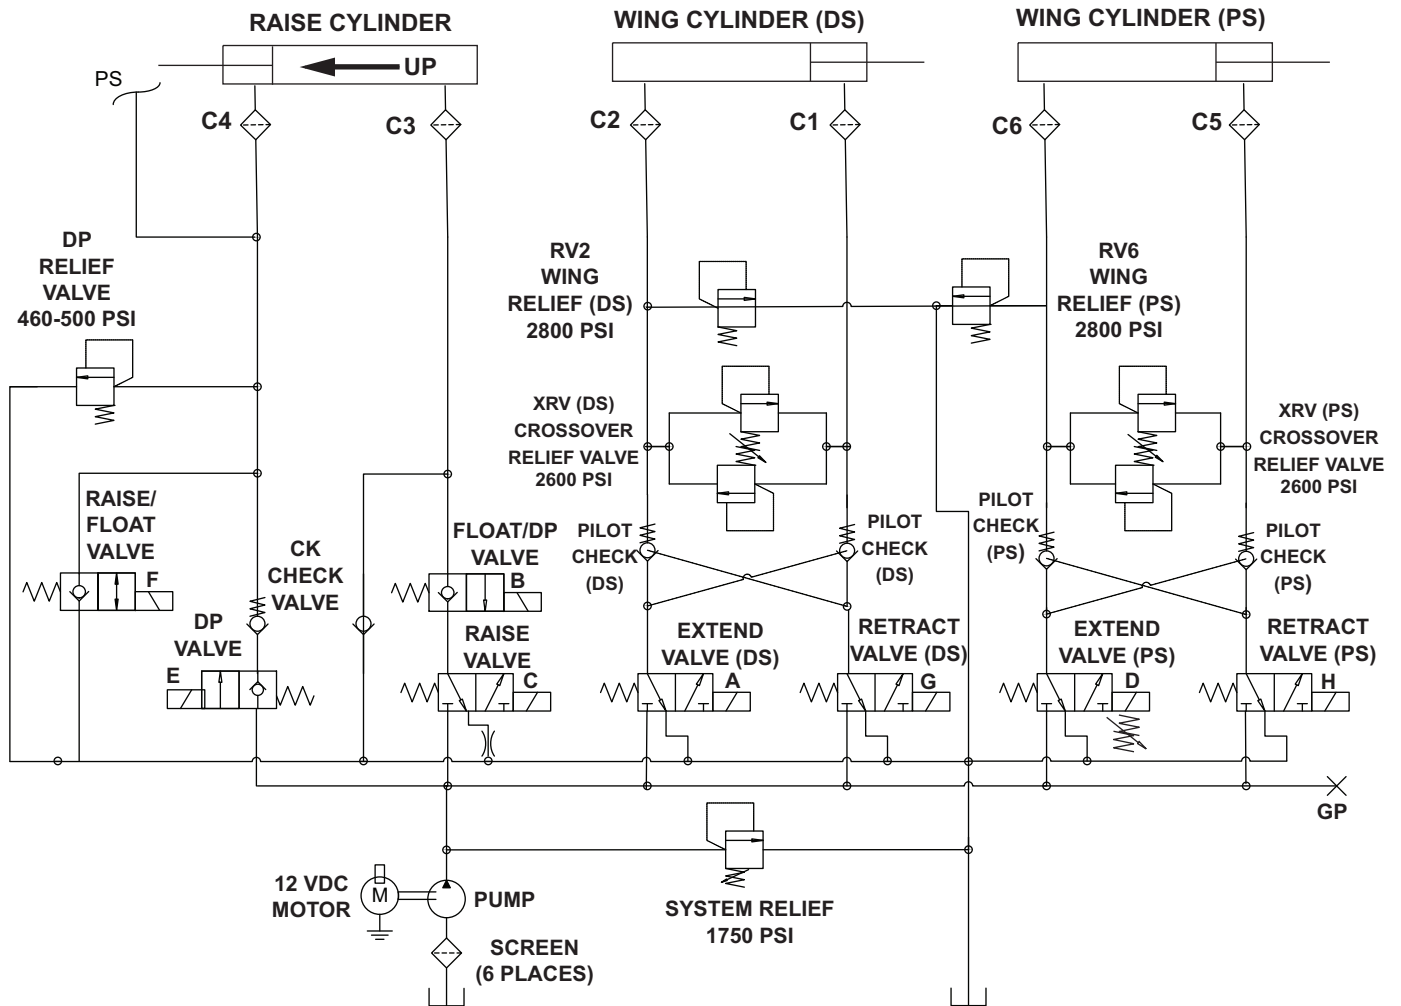 RAISE CYLINDER
WING CYLINDER (DS)
WING CYLINDER (PS)
UP
PS
C4
C3
C2
C1
C6
C5
DP
RELIEF
VALVE
460-500 PSI
RV2
WING
RELIEF (DS)
2800 PSI
RV6
WING
RELIEF (PS)
2800 PSI
XRV (DS)
CROSSOVER
RELIEF VALVE
2600 PSI
XRV (PS)
CROSSOVER
RELIEF VALVE
2600 PSI
RAISE/
FLOAT
VALVE
F
CK
CHECK
VALVE
FLOAT/DP
VALVE
B
PILOT
CHECK
(DS)
PILOT
CHECK
(DS)
PILOT
CHECK
(PS)
PILOT
CHECK
(PS)
DP
VALVE
E
RAISE
VALVE
C
EXTEND
VALVE (DS)
A
RETRACT
VALVE (DS)
G
EXTEND
VALVE (PS)
D
RETRACT
VALVE (PS)
H
GP
12 VDC
MOTOR
M
PUMP
SYSTEM RELIEF
1750 PSI
SCREEN
(6 PLACES)